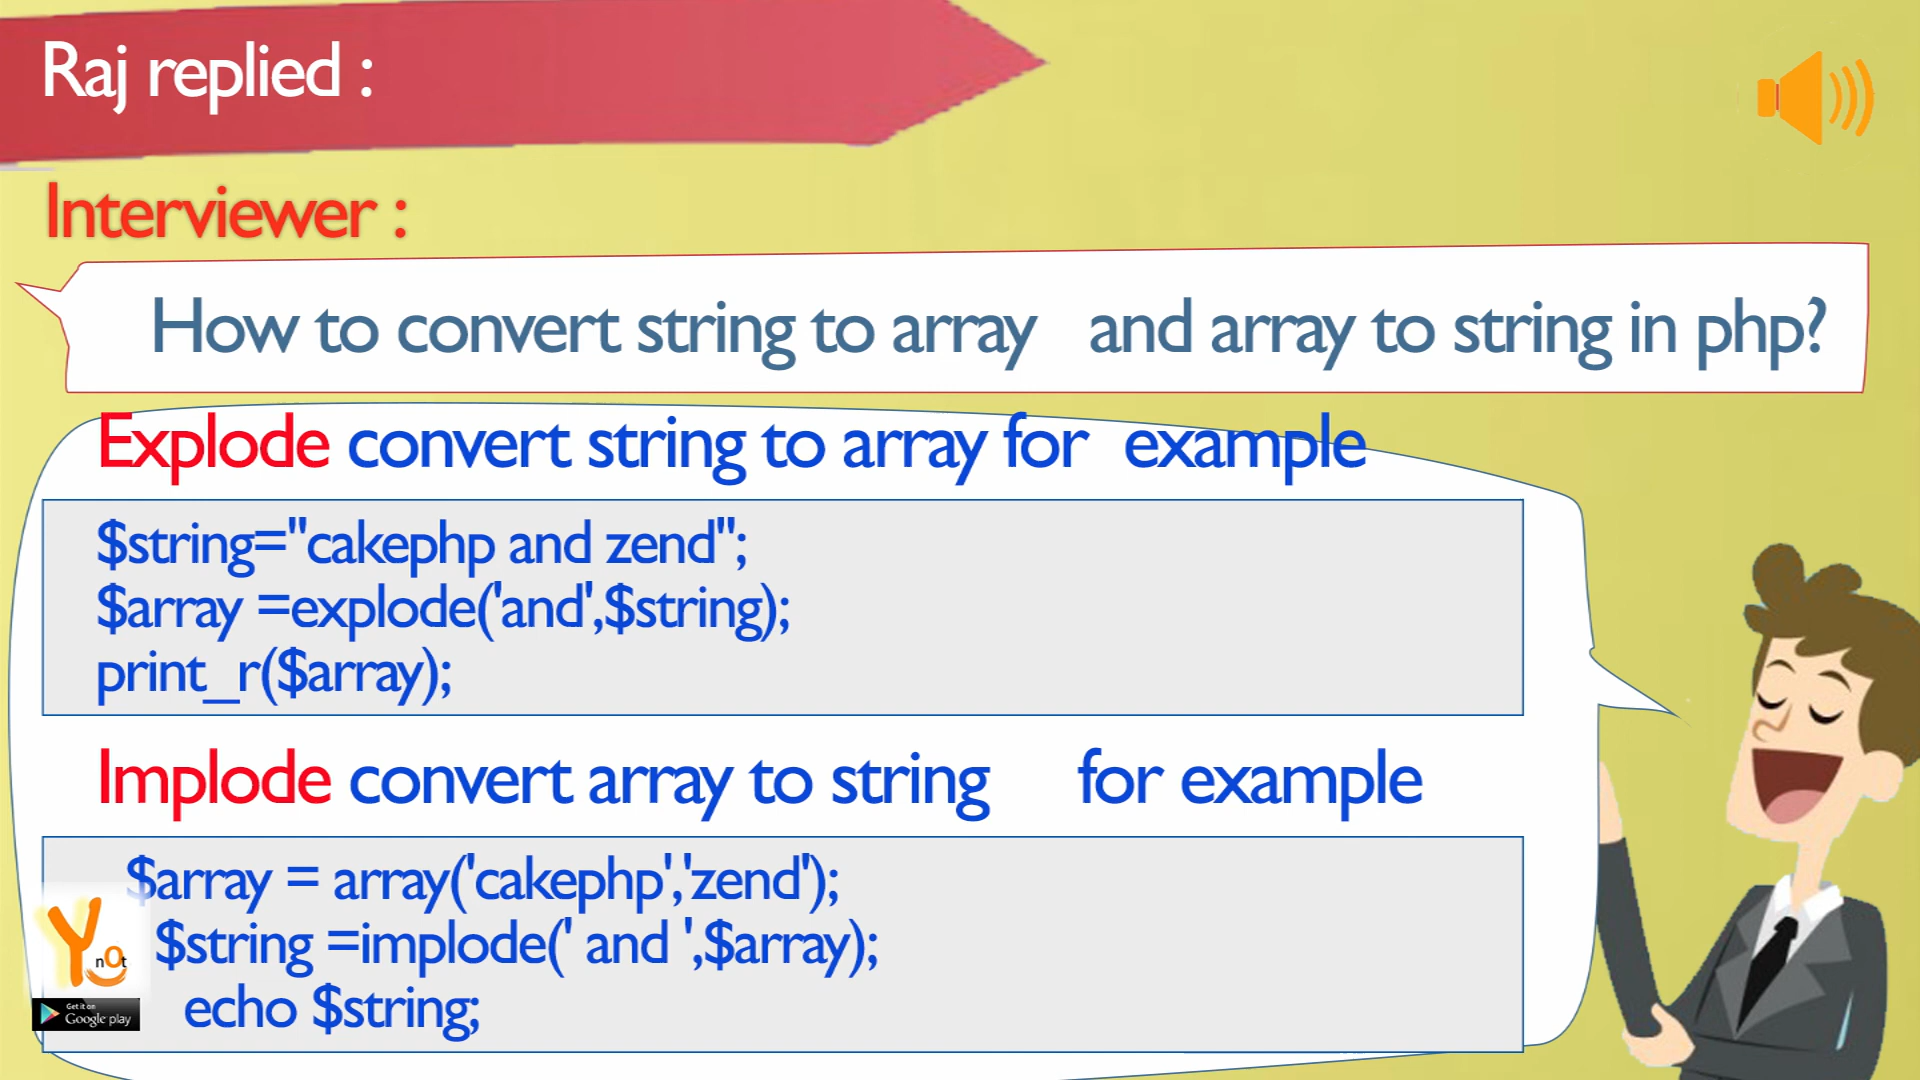 Raj replied :
Interviewer :
How to convert string to array and array to string in php?
Explode convert string to array for example
$string="cakephp and zend";
$array =explode('and',$string);
print_r($array);
Implode convert array to string for example
$array = array('cakephp','zend');
$string =implode(' and ',$array);
echo $string;
Y nOt
Get it on
Google play